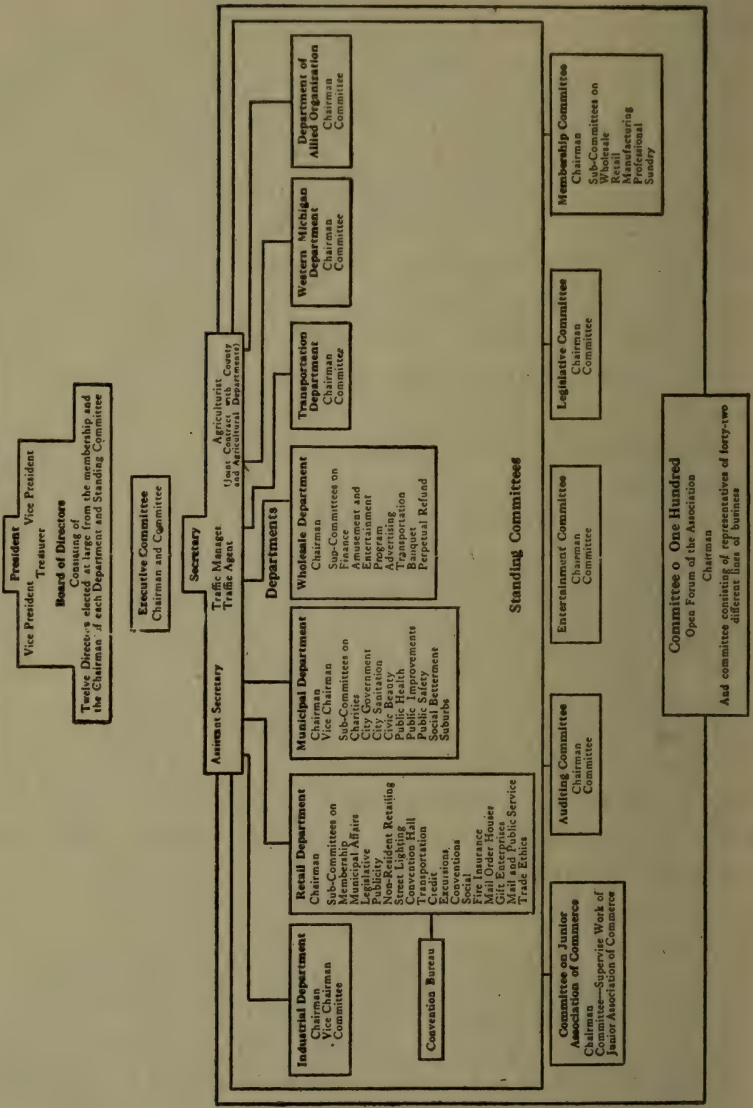 President
Vice President Vice President
Treasurer
Board of Directors
Consisting of
Twelve Directors elected at large from the membership and
the Chairman of each Department and Standing Committee
Executive Committee
Chairman and Committee
Secretary
Assistant Secretary
Traffic Manager
Traffic Agent
Agriculturist
(Joint Contract with County
and Agricultural Departments)
Departments
Industrial Department
Chairman
Vice Chairman
Committee
Retail Department
Chairman
Sub-Committees on
Membership
Municipal Affairs
Legislative
Publicity
Non-Resident Retailing
Street Lighting
Convention Hall
Transportation
Credit
Excursions
Conventions
Social
Fire Insurance
Mail Order Houses
Gift Enterprises
Mail and Public Service
Trade Ethics
Convention Bureau
Municipal Department
Chairman
Vice Chairman
Sub-Committees on
Charities
City Government
City Sanitation
Civic Beauty
Public Health
Public Improvements
Public Safety
Social Betterment
Suburbs
Wholesale Department
Chairman
Sup-Committees on
Finance
Amusement and
Entertainment
Program
Advertising
Transportation
Banquet
Perpetual Refund
Transportation
Department
Chairman
Committee
Western Michigan
Department
Chairman
Committee
Department of
Allied Organization
Chairman
Committee
Standing Committees
Committee on Junior
Association of Commerce
Chairman
Committee—Supervise Work of
Junior Association of Commerce
Auditing Committee
Chairman
Committee
Entertainment Committee
Chairman
Committee
Legislative Committee
Chairman
Committee
Membership Committee
Chairman
Sub-Committees on
Wholesale
Retail
Manufacturing
Professional
Sundry
Committee o One Hundred
Open Forum of the Association
Chairman
And committee consisting of representatives of forty-two
different lines of business